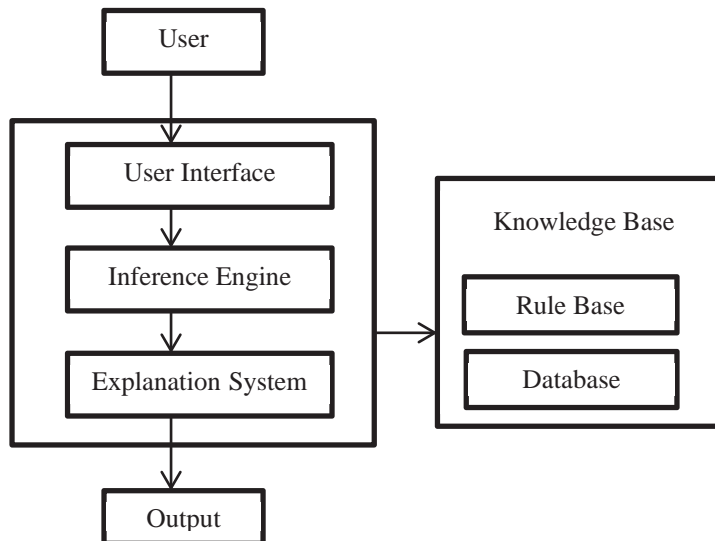 User
User Interface
Inference Engine
Explanation System
Output
Knowledge Base
Rule Base
Database